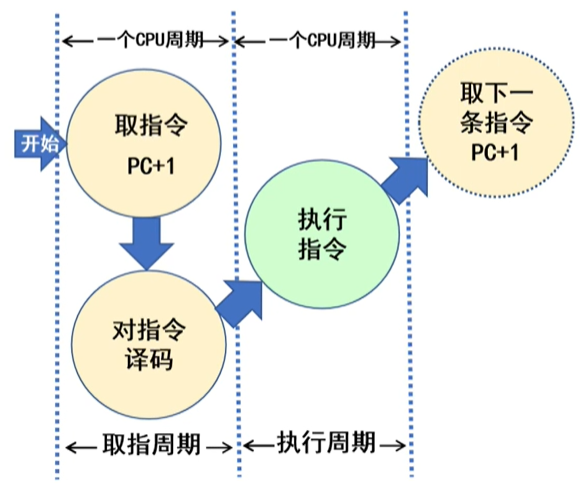 一个CPU周期
一个CPU周期
开始
取指令
PC+1
取下一
条指令
PC+1
执行
指令
对指令
译码
取指周期
执行周期